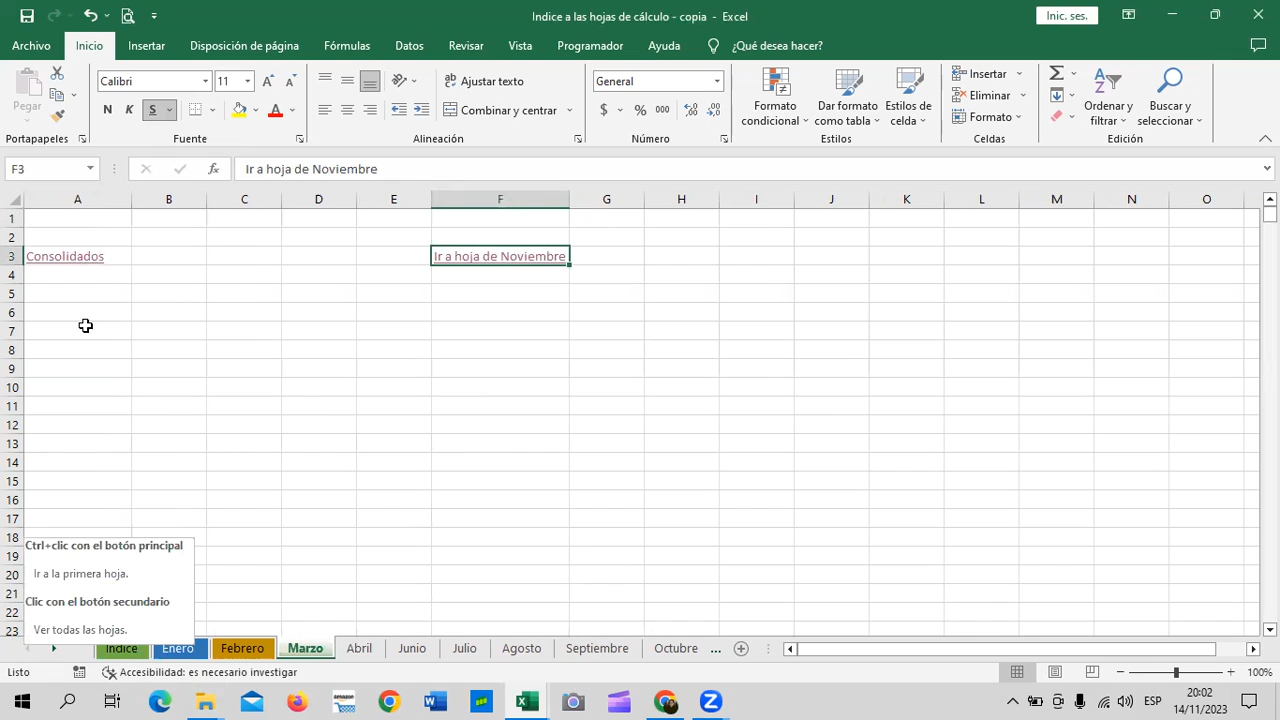 Indice a las hojas de cálculo - copia - Excel
Inic. ses.
Archivo Inicio Insertar Disposición de página Fórmulas Datos Revisar Vista Programador Ayuda ¿Qué desea hacer?
Pegar
Calibri 11
N K S
Ajustar texto
Combinar y centrar
General
$ % 000
Formato condicional
Dar formato como tabla
Estilos de celda
Insertar
Eliminar
Formato
Ordenar y filtrar
Buscar y seleccionar
Portapapeles Fuente Alineación Número Estilos Celdas Edición
F3 fx Ir a hoja de Noviembre
A B C D E F G H I J K L M N O
1
2
3 Consolidados Ir a hoja de Noviembre
4
5
6
7
8
9
10
11
12
13
14
15
16
17
18
19
20
21
22
23
Ctrl+clic con el botón principal
Ir a la primera hoja.
Clic con el botón secundario
Ver todas las hojas.
Indice Enero Febrero Marzo Abril Junio Julio Agosto Septiembre Octubre ...
Listo Accesibilidad: es necesario investigar 100%
amazon
ESP
20:02
14/11/2023